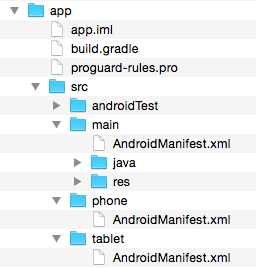 app
app.iml
build.gradle
proguard-rules.pro
src
androidTest
main
AndroidManifest.xml
java
res
phone
AndroidManifest.xml
tablet
AndroidManifest.xml